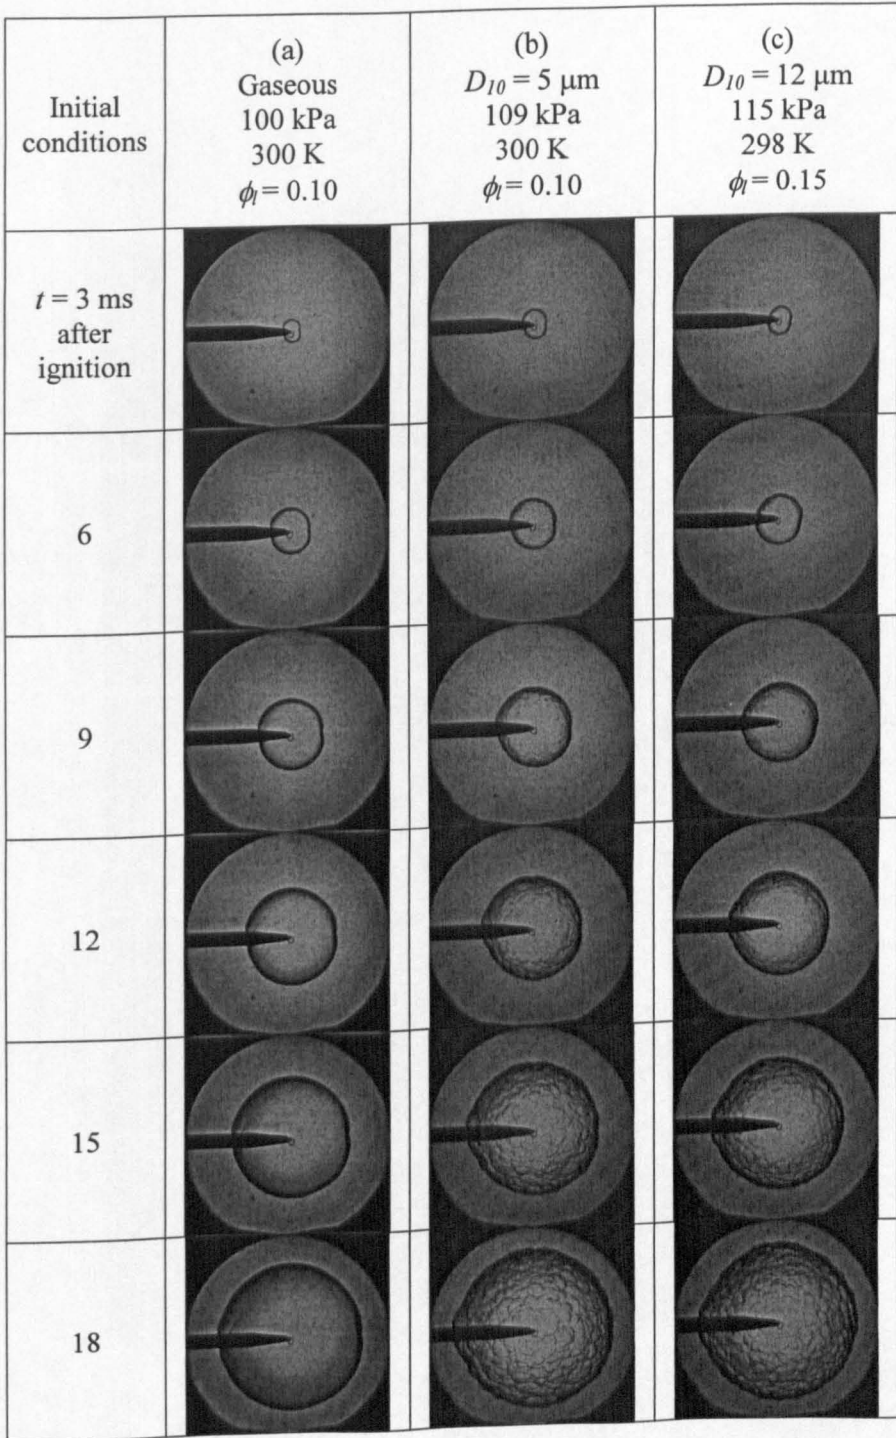 Initial
conditions
(a)
Gaseous
100 kPa
300 K
ϕl = 0.10
(b)
D10 = 5 μm
109 kPa
300 K
ϕl = 0.10
(c)
D10 = 12 μm
115 kPa
298 K
ϕl = 0.15
t = 3 ms
after
ignition
6
9
12
15
18